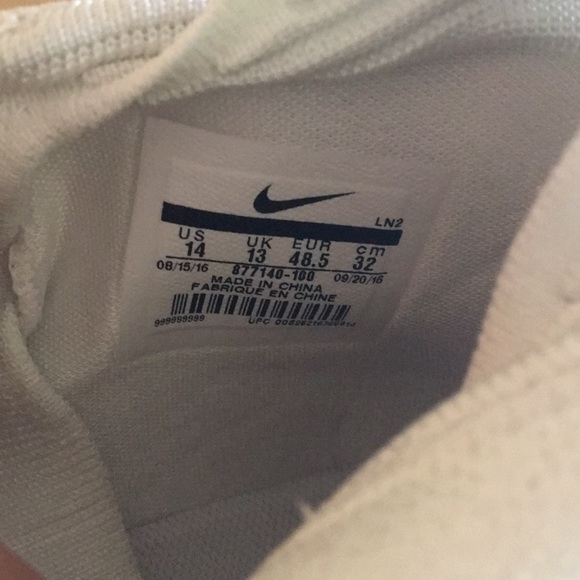 LN2
US UK EUR cm
14 13 48.5 32
08/15/16 877140-100 09/20/16
MADE IN CHINA
FABRIQUE EN CHINE
999999999 UPC